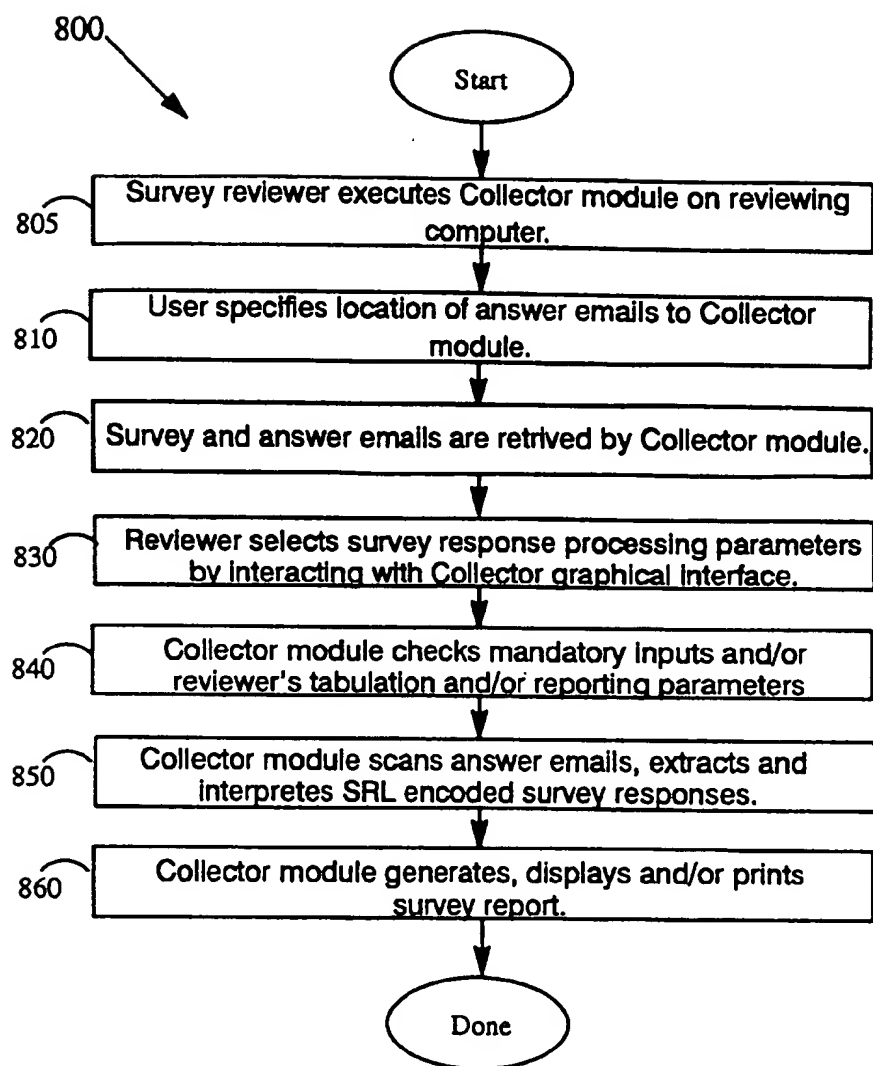 800
Start
805
Survey reviewer executes Collector module on reviewing
computer.
810
User specifies location of answer emails to Collector
module.
820
Survey and answer emails are retrived by Collector module.
830
Reviewer selects survey response processing parameters
by interacting with Collector graphical interface.
840
Collector module checks mandatory inputs and/or
reviewer's tabulation and/or reporting parameters
850
Collector module scans answer emails, extracts and
interpretes SRL encoded survey responses.
860
Collector module generates, displays and/or prints
survey report.
Done